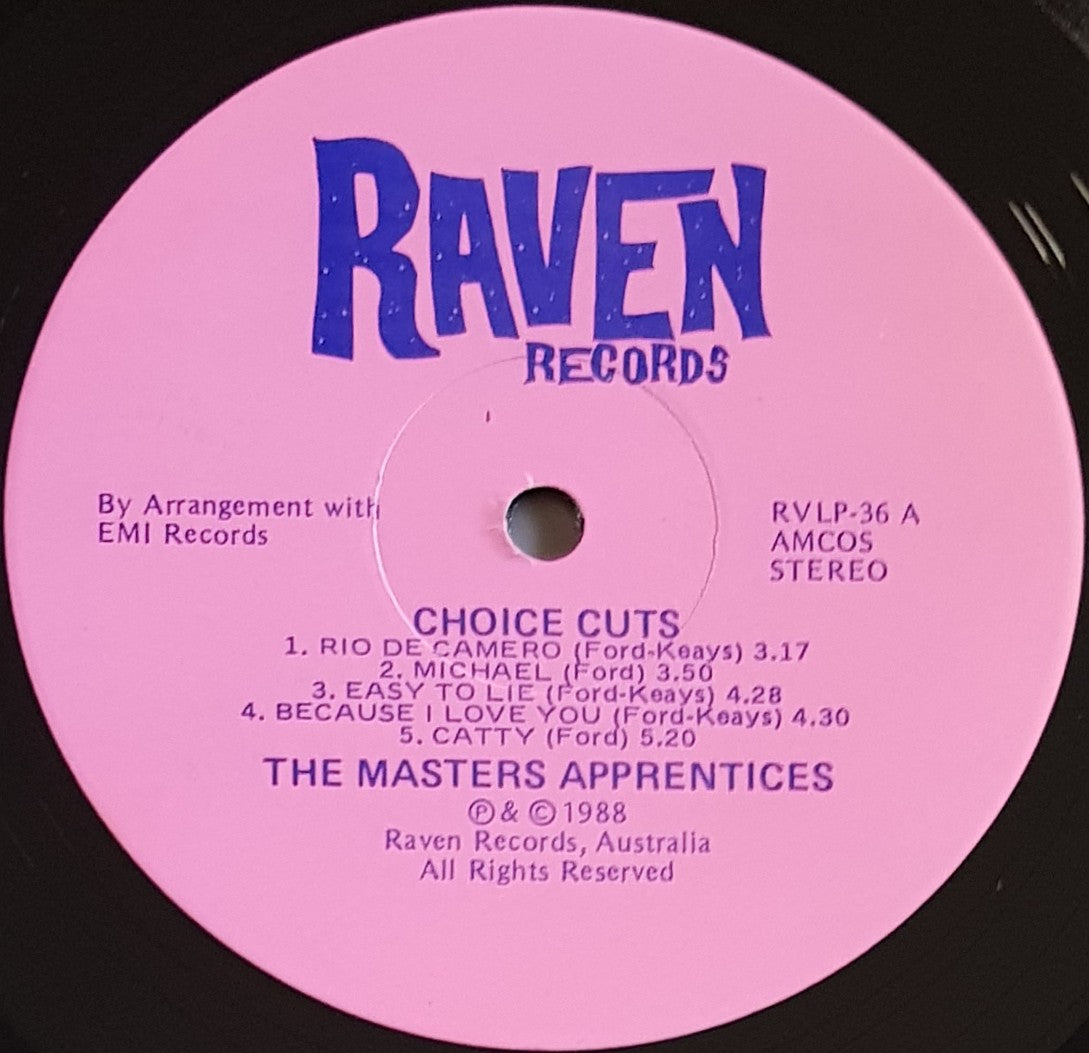 RAVEN
RECORDS
By Arrangement with
EMI Records
RVLP-36 A
AMCOS
STEREO
CHOICE CUTS
1. RIO DE CAMERO (Ford-Keays) 3.17
2. MICHAEL (Ford) 3.50
3. EASY TO LIE (Ford-Keays) 4.28
4. BECAUSE I LOVE YOU (Ford-Keays) 4.30
5. CATTY (Ford) 5.20
THE MASTERS APPRENTICES
℗ & © 1988
Raven Records, Australia
All Rights Reserved